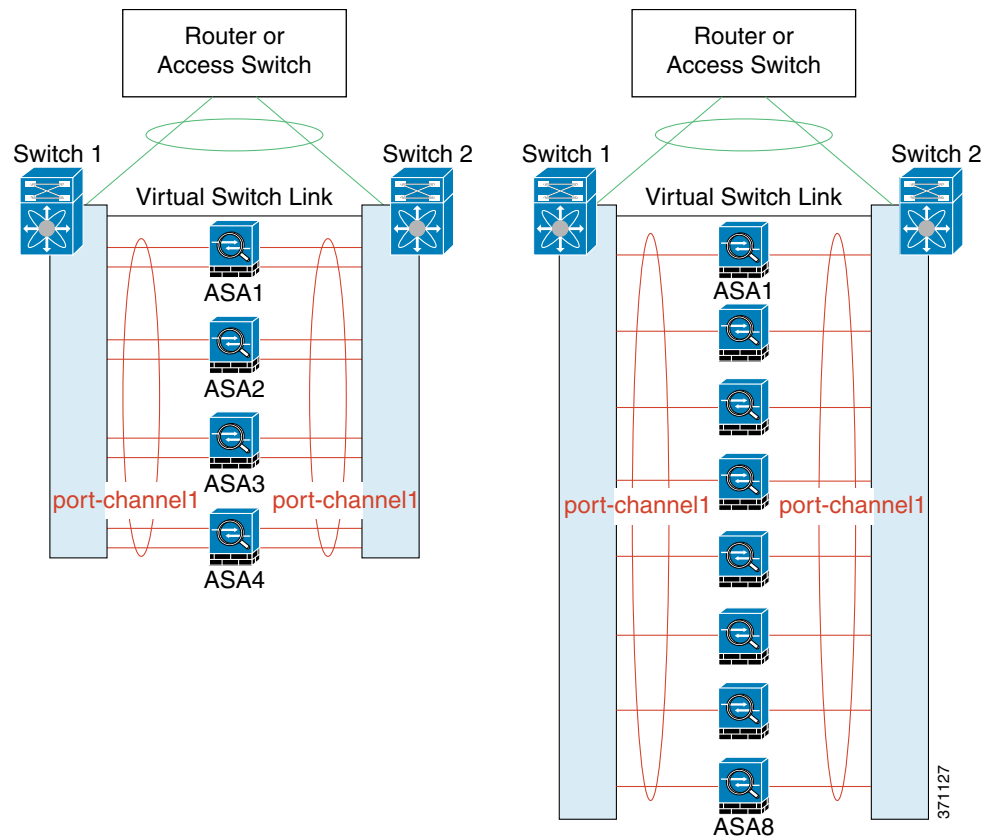 Router or
Access Switch
Switch 1
Switch 2
Virtual Switch Link
ASA1
ASA2
ASA3
port-channel1
port-channel1
ASA4
Router or
Access Switch
Switch 1
Switch 2
Virtual Switch Link
ASA1
port-channel1
port-channel1
ASA8
371127